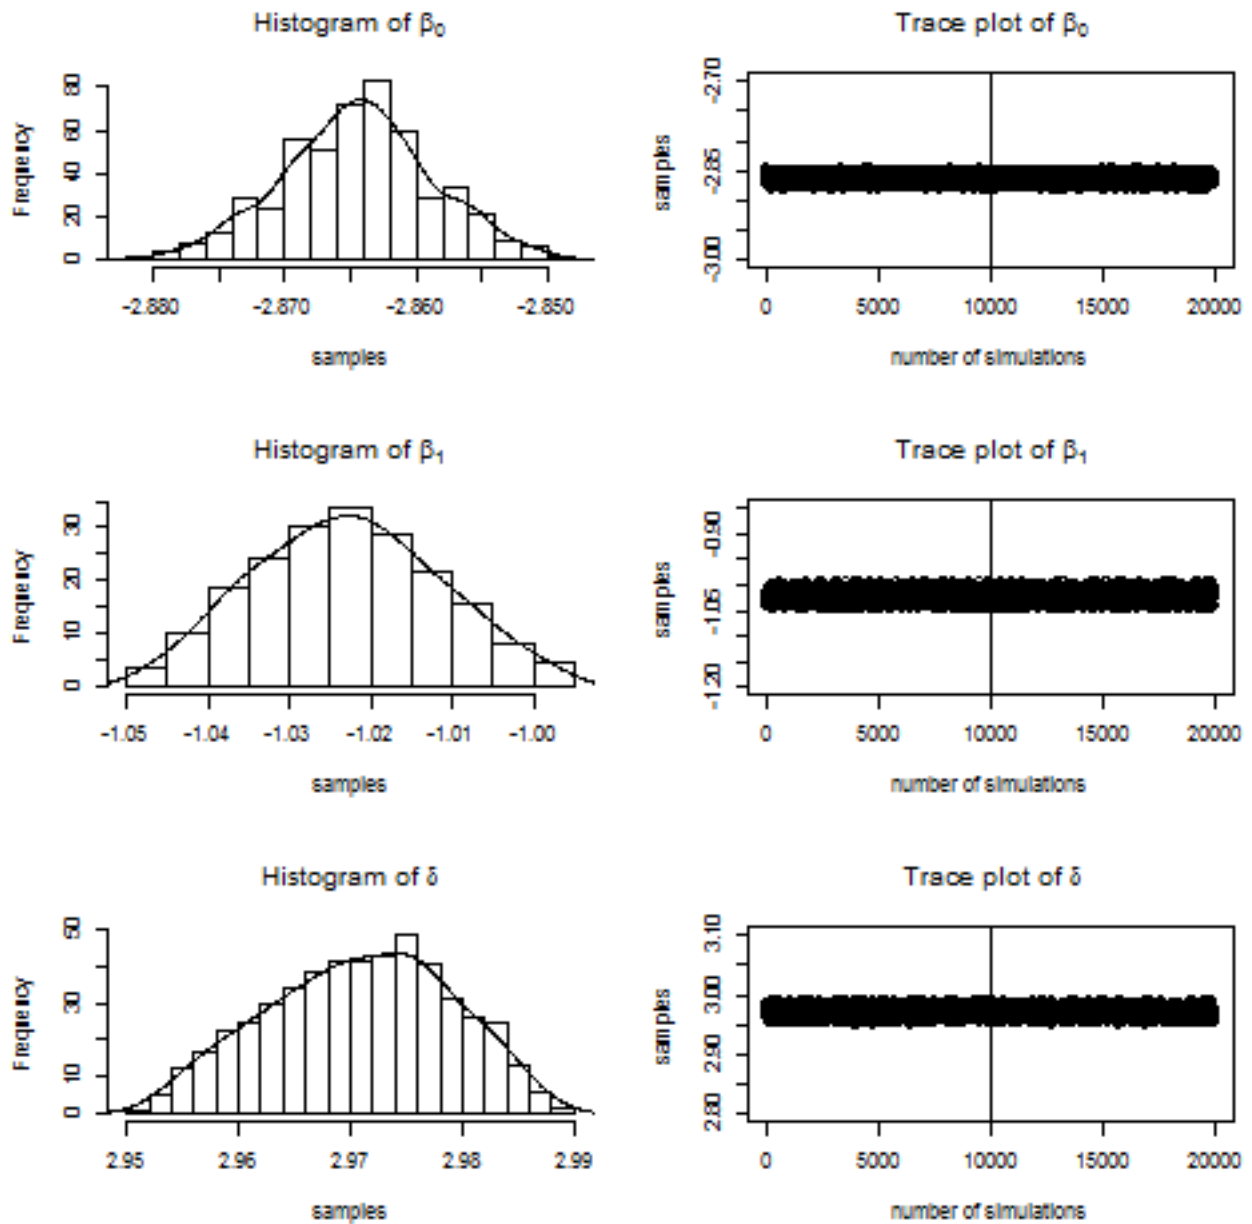 Histogram of β₀
Frequency
0 20 40 60 80
-2.880 -2.870 -2.860 -2.850
samples
Trace plot of β₀
samples
-3.00 -2.85 -2.70
0 5000 10000 15000 20000
number of simulations
Histogram of β₁
Frequency
0 10 20 30
-1.05 -1.04 -1.03 -1.02 -1.01 -1.00
samples
Trace plot of β₁
samples
-1.20 -1.05 -0.90
0 5000 10000 15000 20000
number of simulations
Histogram of δ
Frequency
0 10 30 50
2.95 2.96 2.97 2.98 2.99
samples
Trace plot of δ
samples
2.80 2.90 3.00 3.10
0 5000 10000 15000 20000
number of simulations